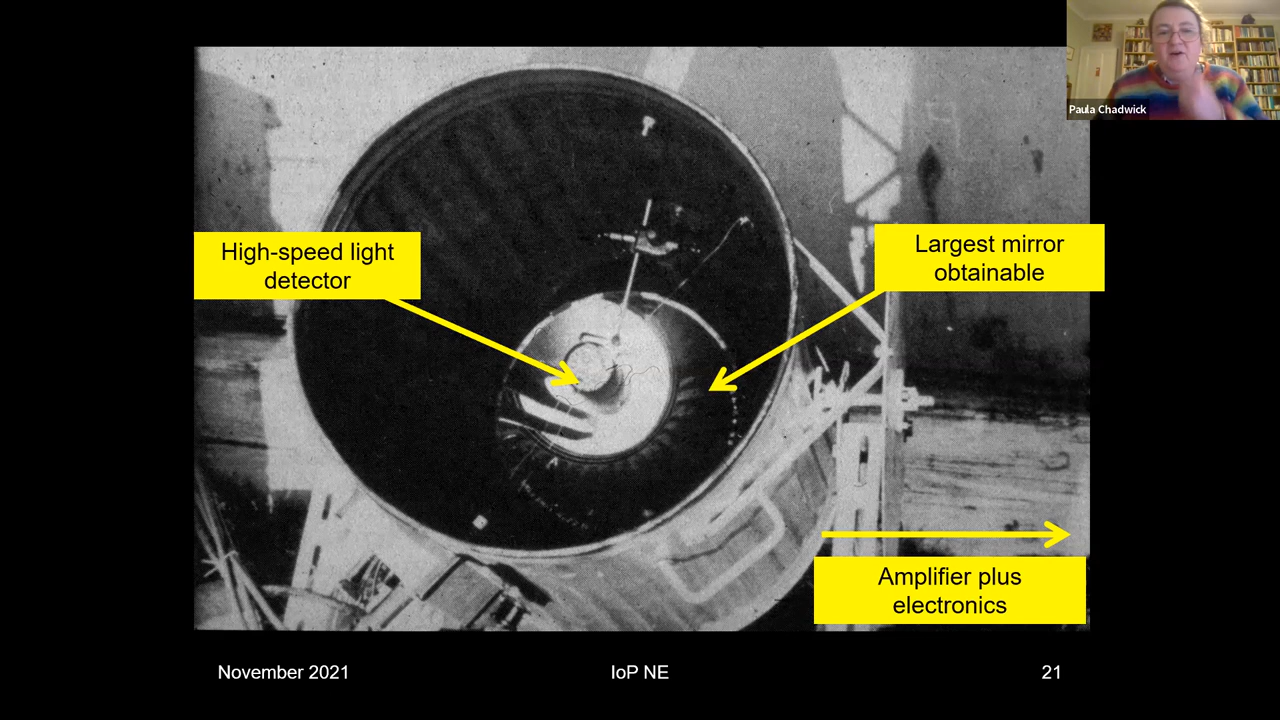 Paula Chadwick
High-speed light
detector
Largest mirror
obtainable
Amplifier plus
electronics
November 2021
IoP NE
21